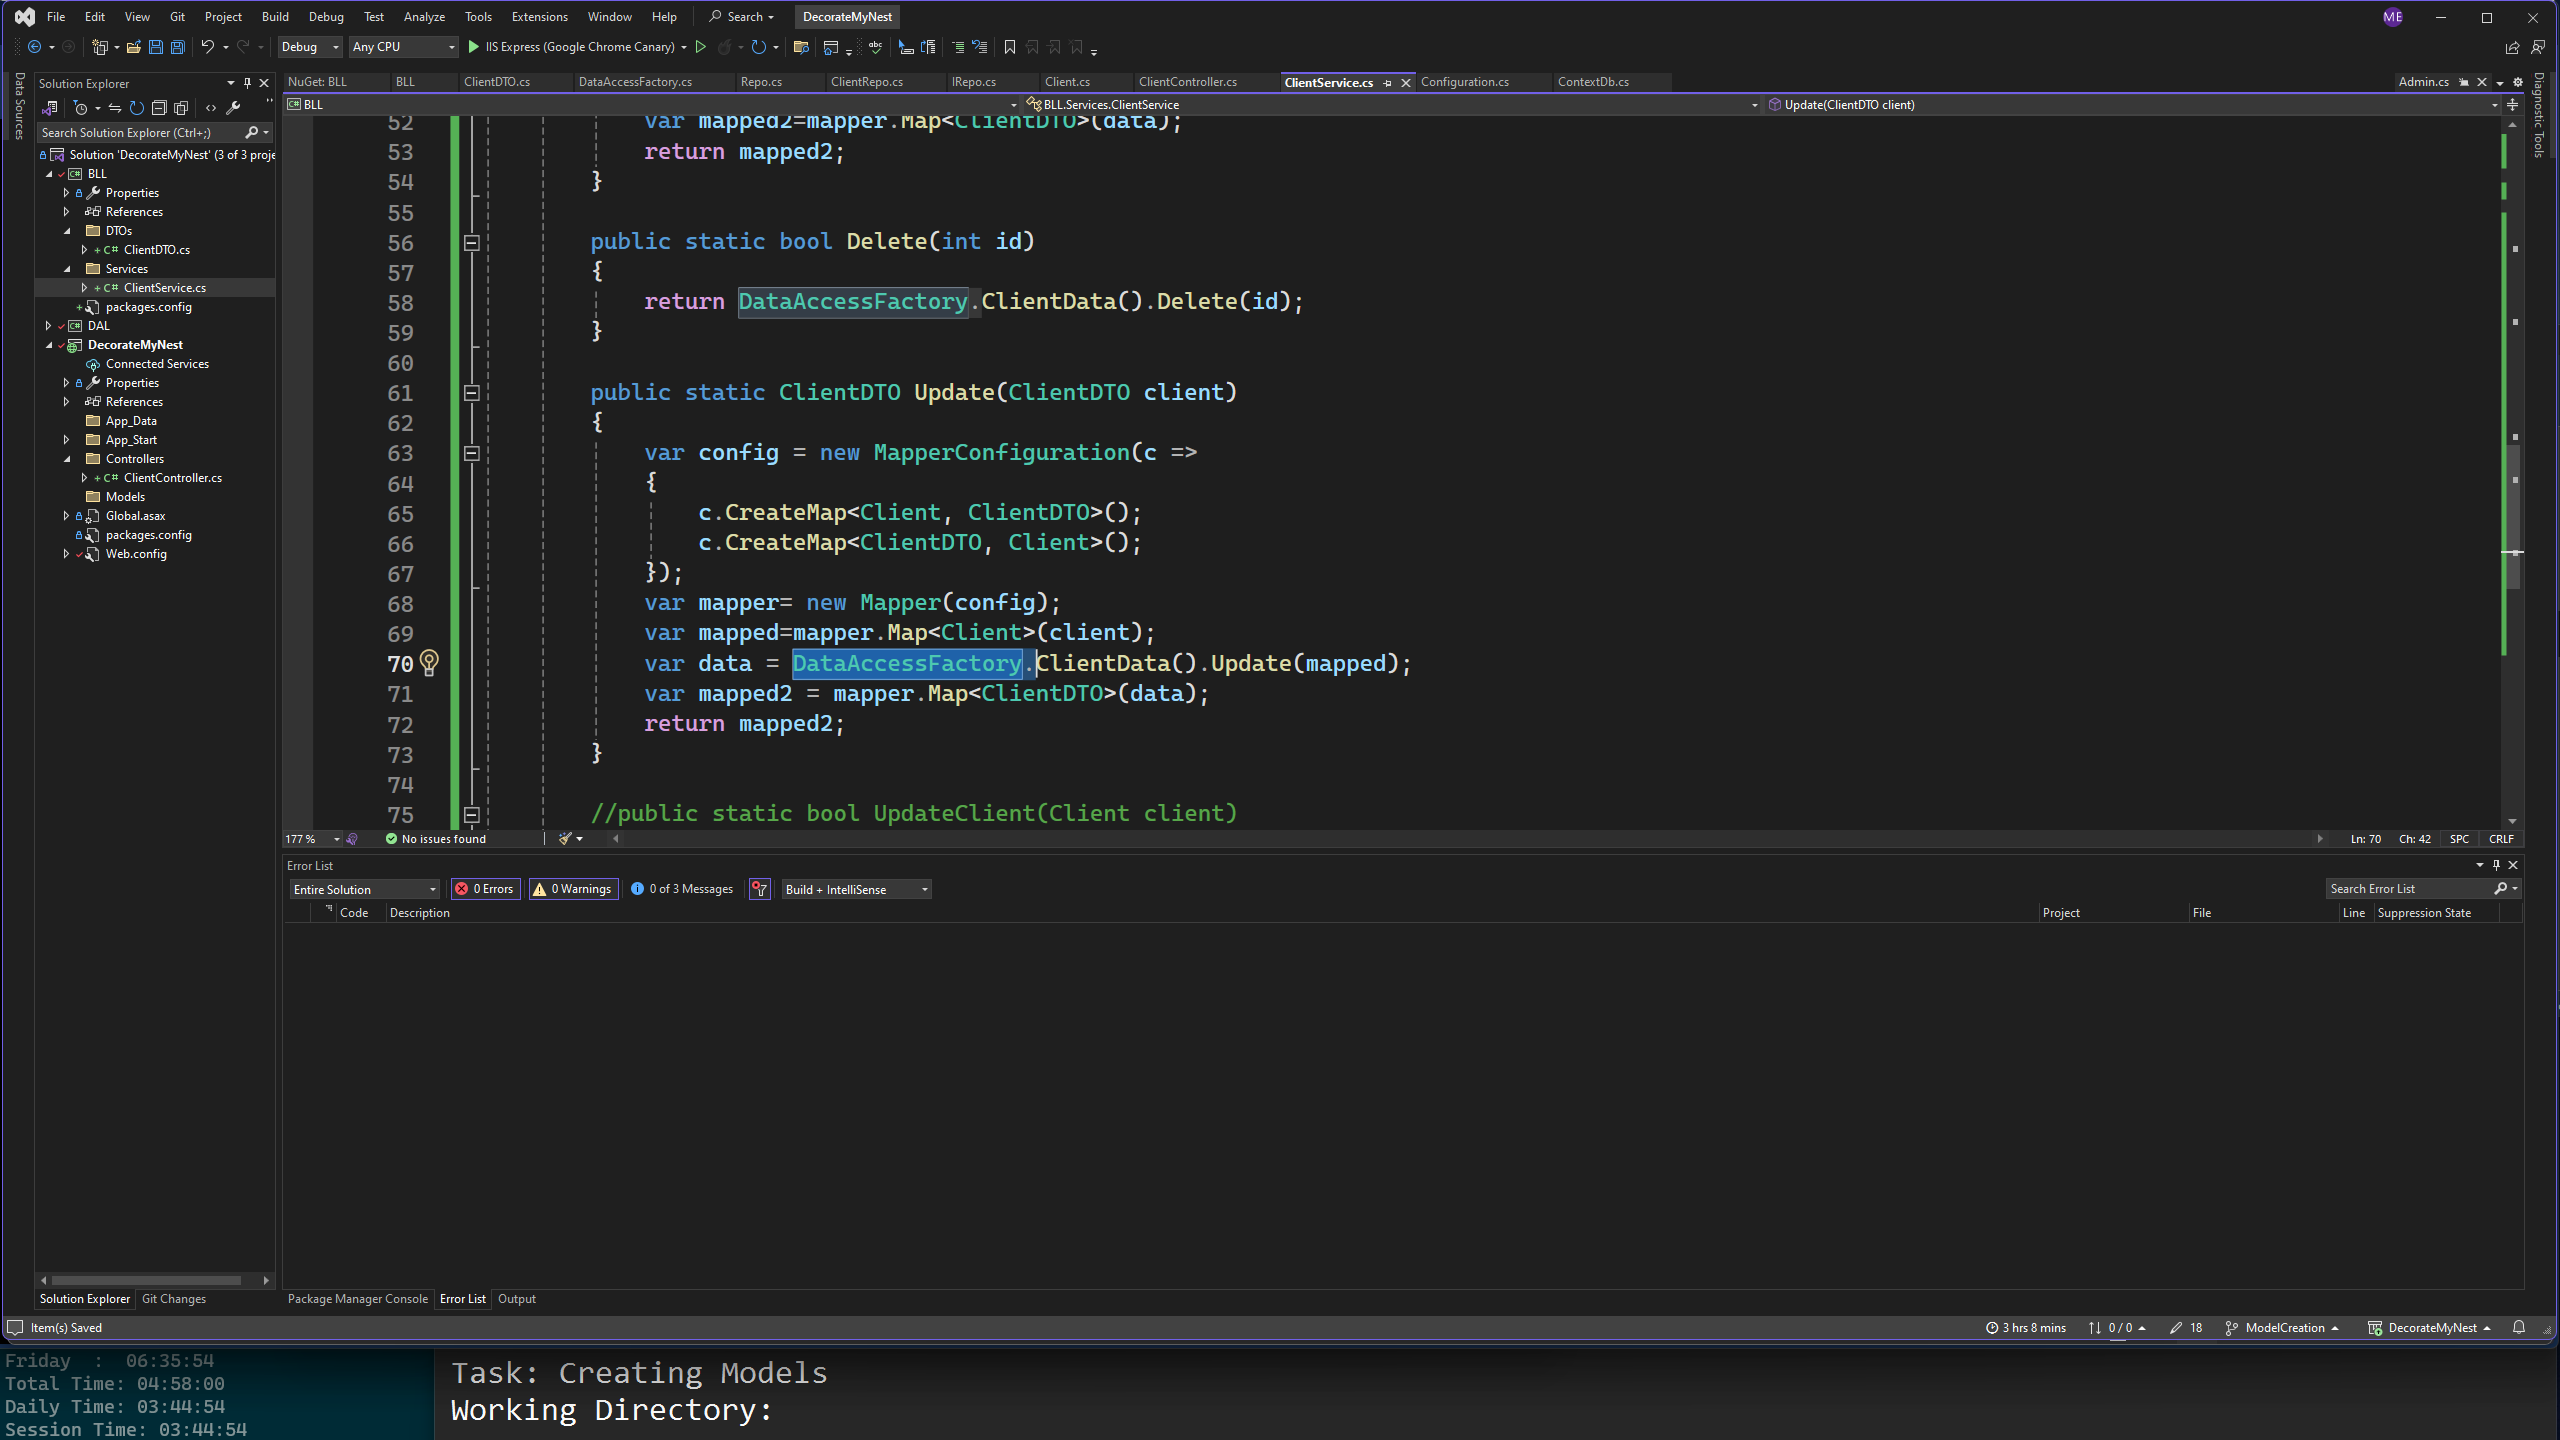 File Edit View Git Project Build Debug Test Analyze Tools Extensions Window Help Search DecorateMyNest ME
Debug Any CPU IIS Express (Google Chrome Canary)
Data Sources
Solution Explorer
Search Solution Explorer (Ctrl+;)
Solution 'DecorateMyNest' (3 of 3 proje
BLL
Properties
References
DTOs
C# ClientDTO.cs
Services
C# ClientService.cs
packages.config
DAL
DecorateMyNest
Connected Services
Properties
References
App_Data
App_Start
Controllers
C# ClientController.cs
Models
Global.asax
packages.config
Web.config
NuGet: BLL BLL ClientDTO.cs DataAccessFactory.cs Repo.cs ClientRepo.cs IRepo.cs Client.cs ClientController.cs ClientService.cs Configuration.cs ContextDb.cs Admin.cs
BLL BLL.Services.ClientService Update(ClientDTO client)
52 var mapped2=mapper.Map<ClientDTO>(data);
53 return mapped2;
54 }
55
56 public static bool Delete(int id)
57 {
58 return DataAccessFactory.ClientData().Delete(id);
59 }
60
61 public static ClientDTO Update(ClientDTO client)
62 {
63 var config = new MapperConfiguration(c =>
64 {
65 c.CreateMap<Client, ClientDTO>();
66 c.CreateMap<ClientDTO, Client>();
67 });
68 var mapper= new Mapper(config);
69 var mapped=mapper.Map<Client>(client);
70 var data = DataAccessFactory.ClientData().Update(mapped);
71 var mapped2 = mapper.Map<ClientDTO>(data);
72 return mapped2;
73 }
74
75 //public static bool UpdateClient(Client client)
177 % No issues found Ln: 70 Ch: 42 SPC CRLF
Diagnostic Tools
Error List
Entire Solution 0 Errors 0 Warnings 0 of 3 Messages Build + IntelliSense Search Error List
Code Description Project File Line Suppression State
Solution Explorer Git Changes Package Manager Console Error List Output
Item(s) Saved 3 hrs 8 mins 0 / 0 18 ModelCreation DecorateMyNest
Friday : 06:35:54
Total Time: 04:58:00
Daily Time: 03:44:54
Session Time: 03:44:54
Task: Creating Models
Working Directory: